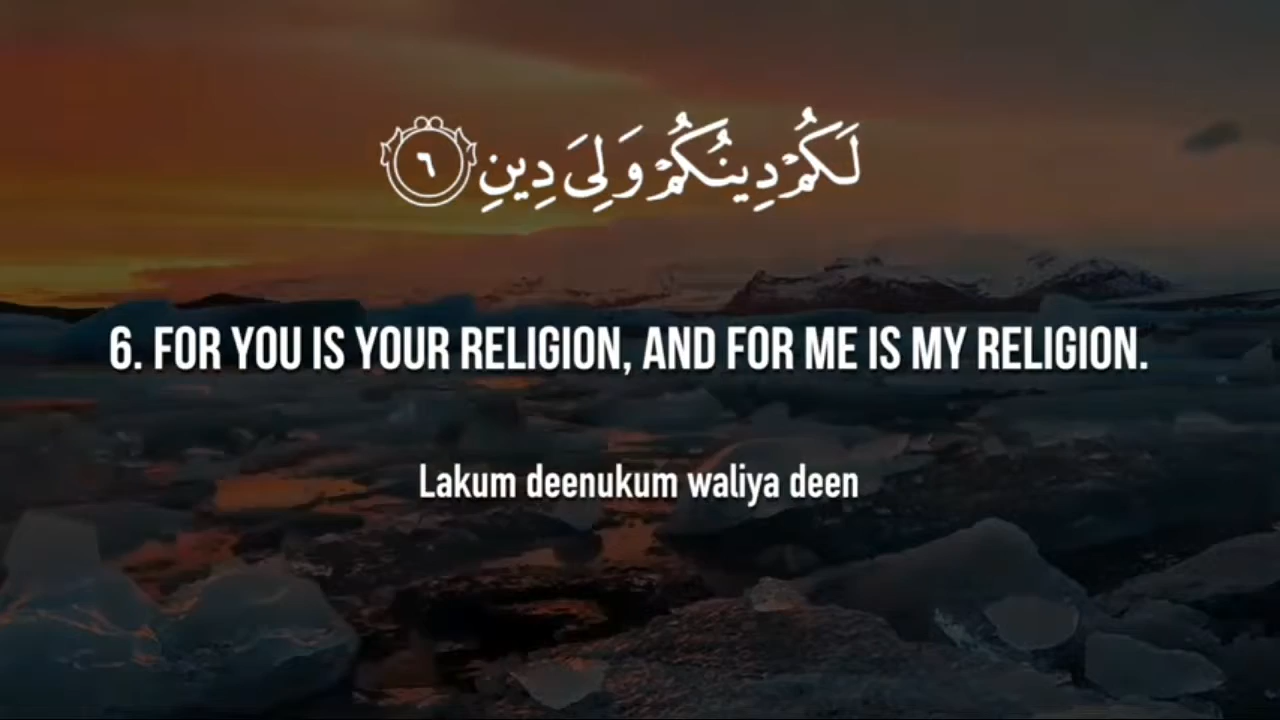 لَكُمْ دِينُكُمْ وَلِىَ دِينِ ٦
6. FOR YOU IS YOUR RELIGION, AND FOR ME IS MY RELIGION.
Lakum deenukum waliya deen